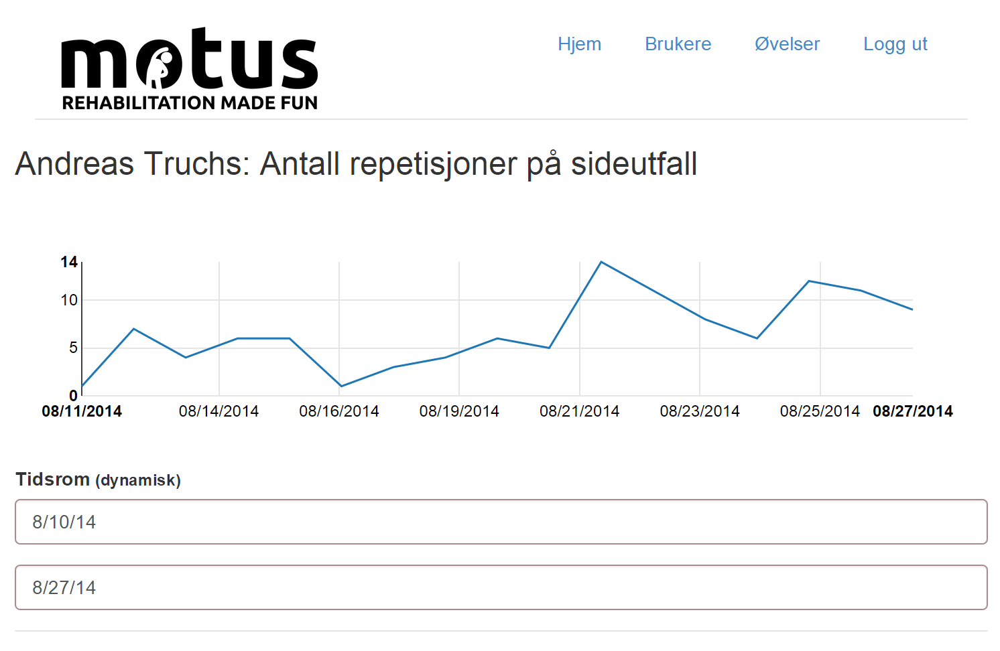 motus
REHABILITATION MADE FUN
Hjem Brukere Øvelser Logg ut
Andreas Truchs: Antall repetisjoner på sideutfall
14
10
5
0
08/11/2014 08/14/2014 08/16/2014 08/19/2014 08/21/2014 08/23/2014 08/25/2014 08/27/2014
Tidsrom (dynamisk)
8/10/14
8/27/14